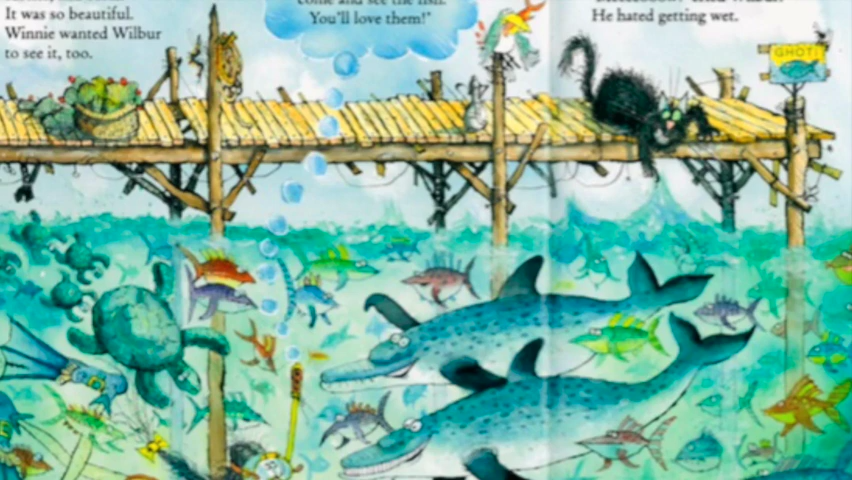 It was so beautiful.
Winnie wanted Wilbur
to see it, too.
come and see the fish.
You'll love them!"
He hated getting wet.
GHOTI